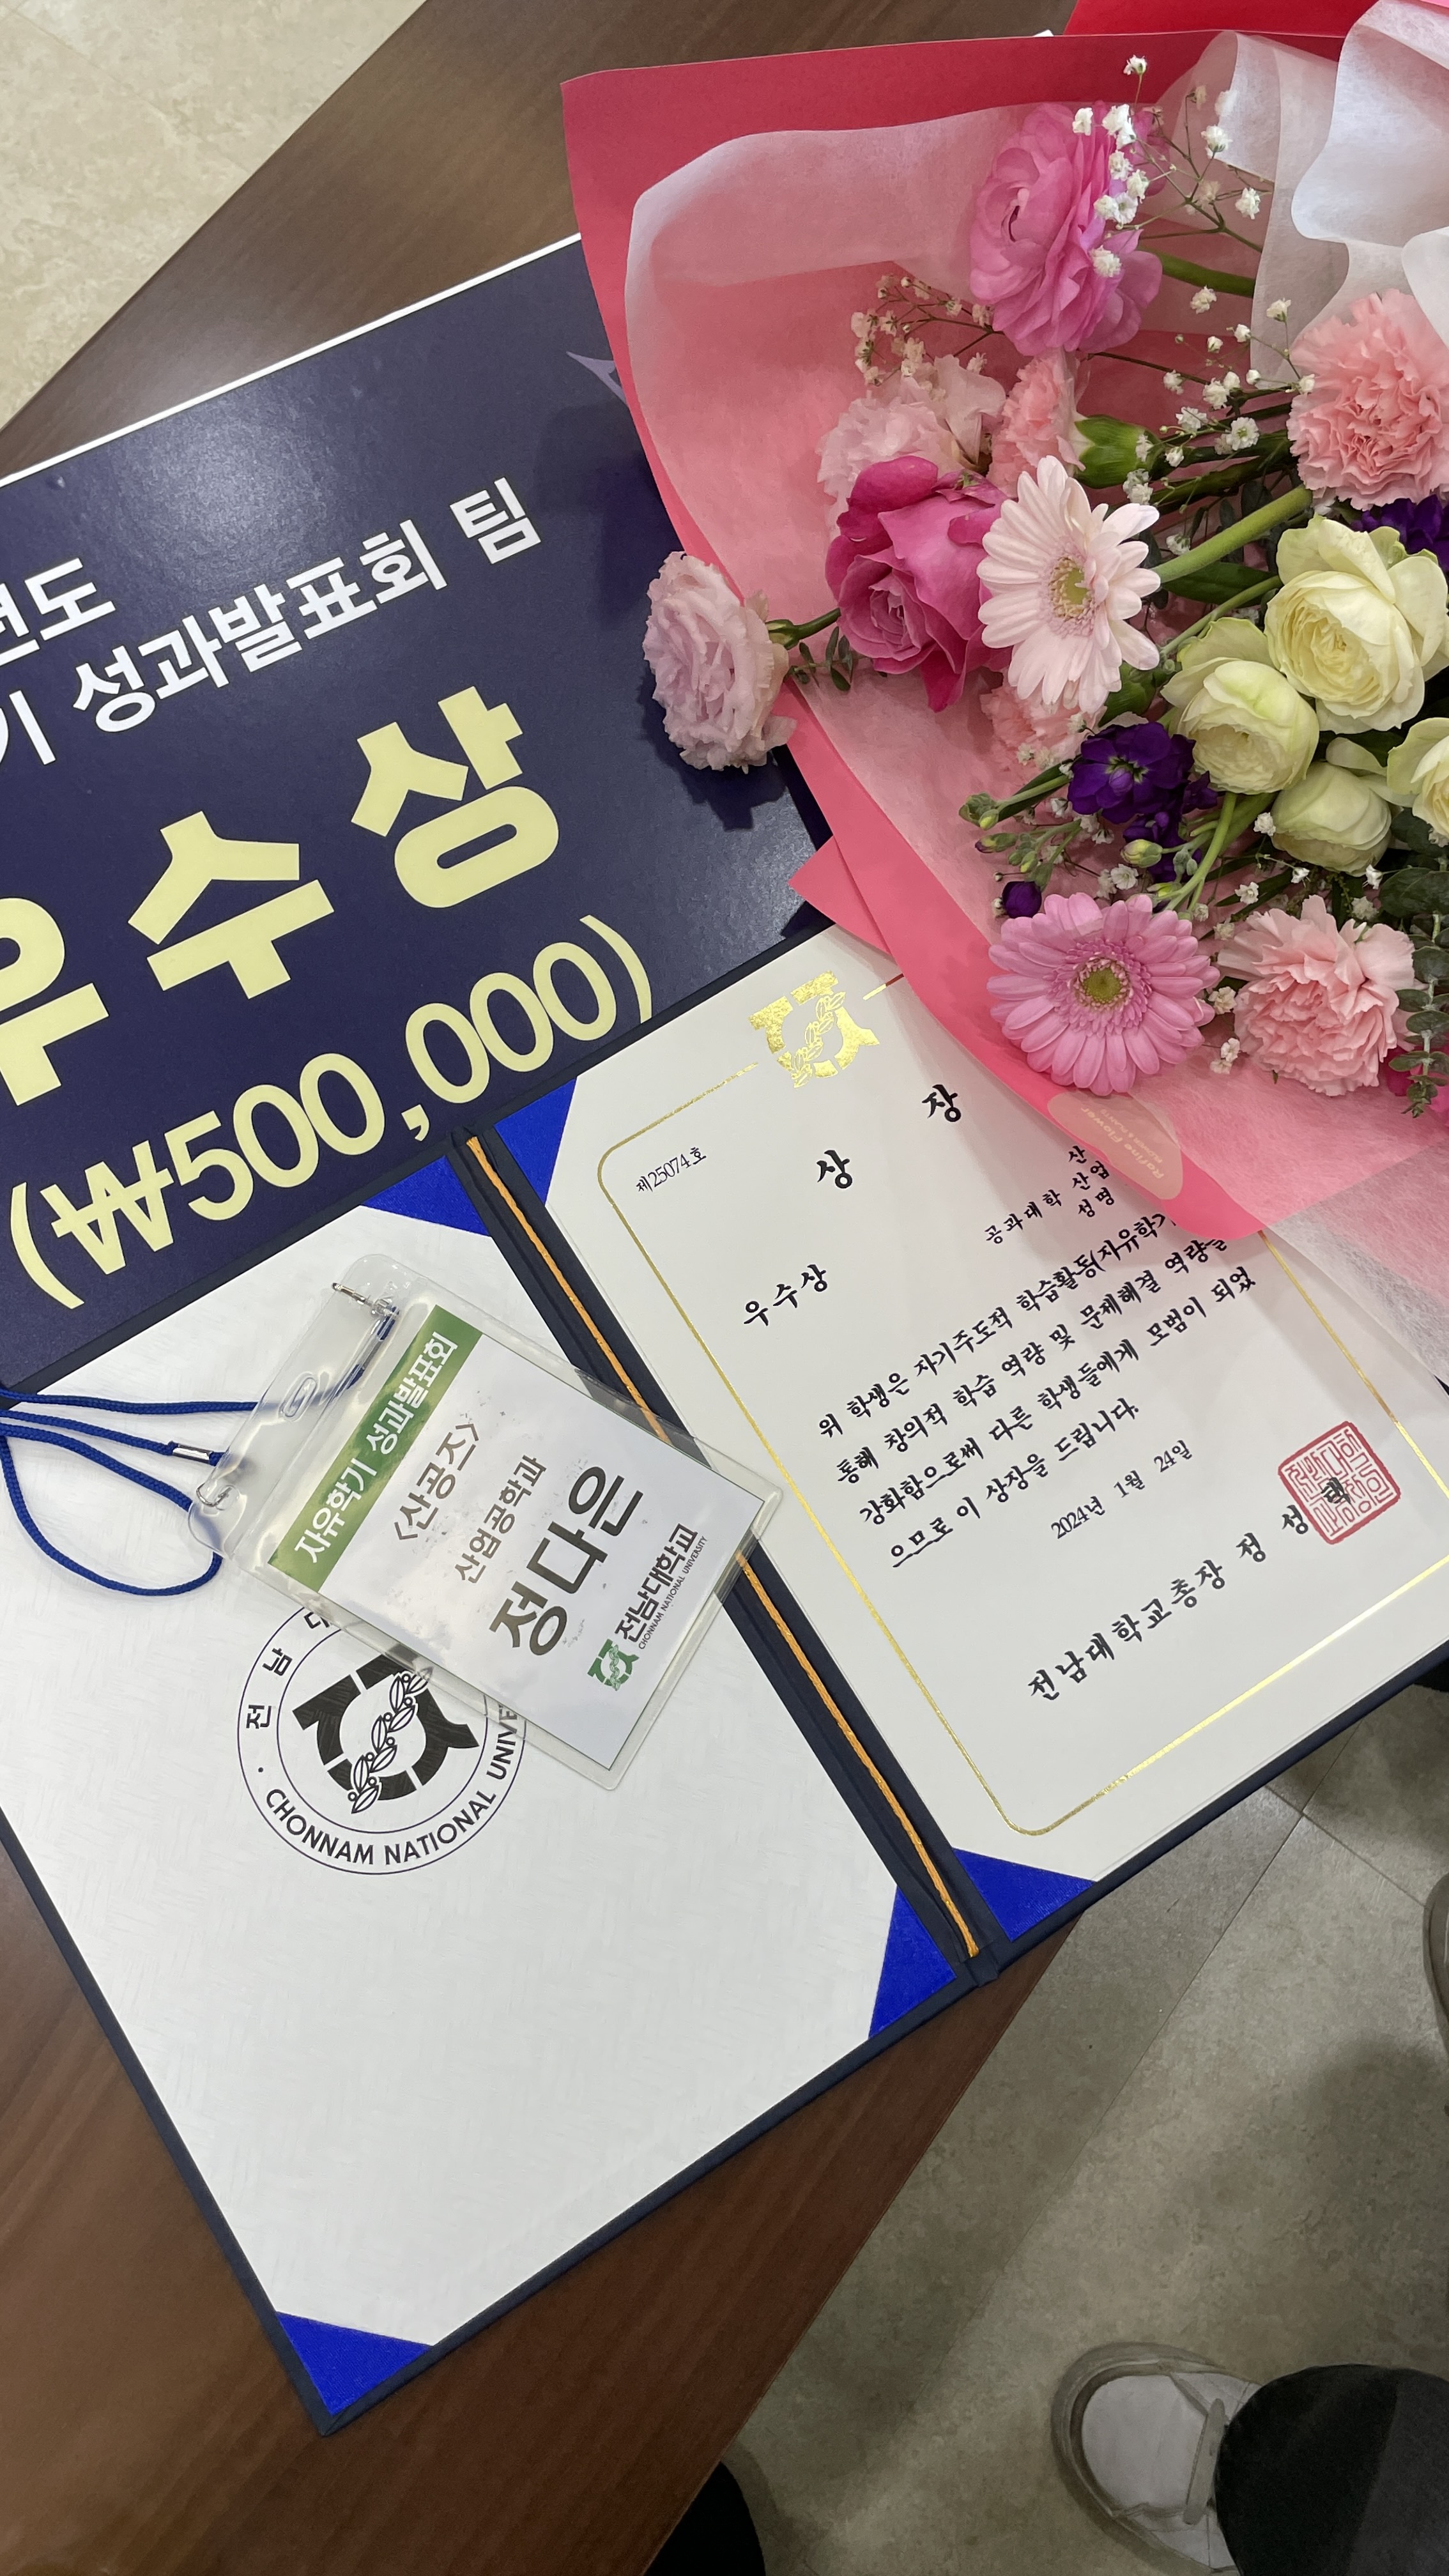 년도
기 성과발표회 팀
우수상
(₩500,000)
제25074호
상 장
산
공과대학 산업
성명
우수상
위 학생은 자기주도적 학습활동(자유학기
통해 창의적 학습 역량 및 문제해결 역량을
강화함으로써 다른 학생들에게 모범이 되었
으므로 이 상장을 드립니다.
2024년 1월 24일
전남대학교총장 정 성 택
자유학기 성과발표회
<산공즈>
산업공학과
정다은
전남대학교
CHONNAM NATIONAL UNIVERSITY
전 남 대
CHONNAM NATIONAL UNIVE